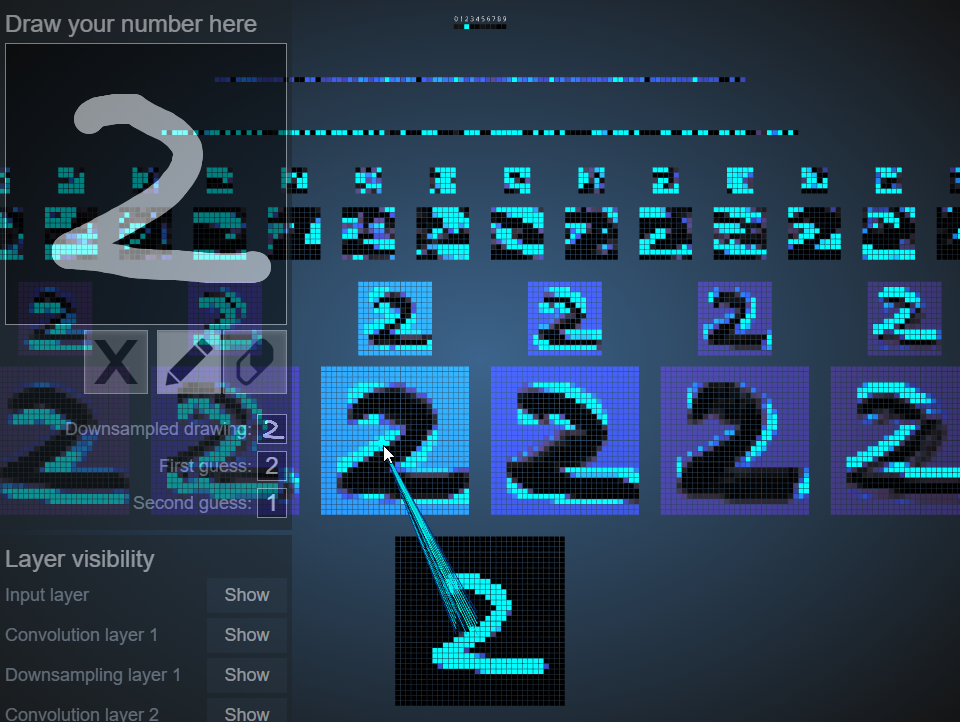 Draw your number here
0123456789
2
Downsampled drawing: 2
First guess: 2
Second guess: 1
Layer visibility
Input layer Show
Convolution layer 1 Show
Downsampling layer 1 Show
Convolution layer 2 Show